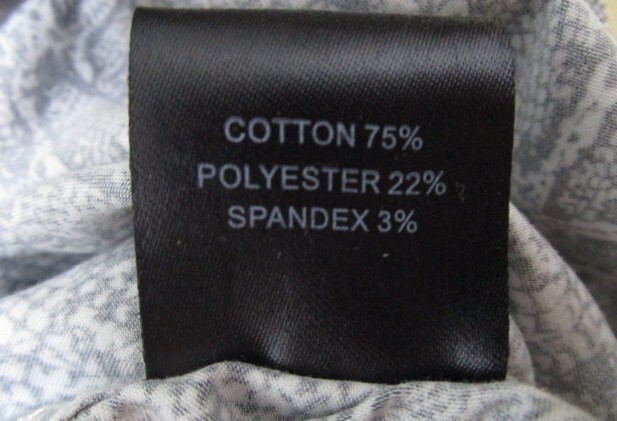 COTTON 75%
POLYESTER 22%
SPANDEX 3%